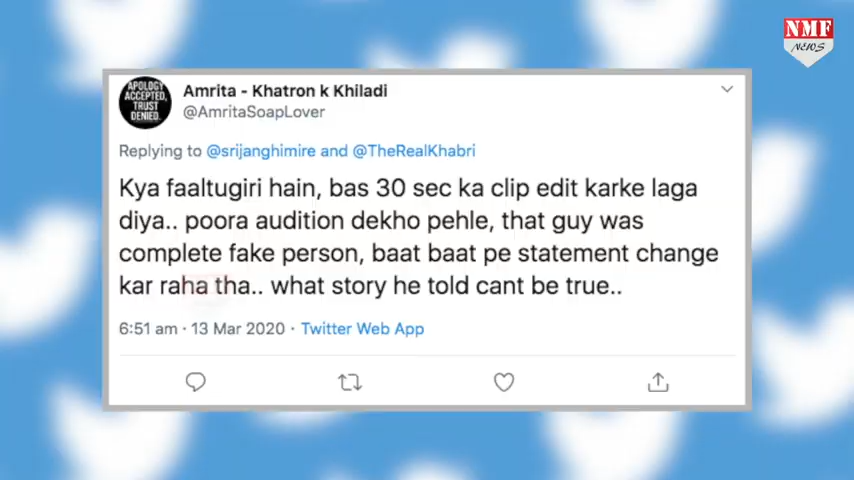 NMF
NEWS
APOLOGY
ACCEPTED,
TRUST
DENIED.
Amrita - Khatron k Khiladi
@AmritaSoapLover
Replying to @srijanghimire and @TheRealKhabri
Kya faaltugiri hain, bas 30 sec ka clip edit karke laga
diya.. poora audition dekho pehle, that guy was
complete fake person, baat baat pe statement change
kar raha tha.. what story he told cant be true..
6:51 am · 13 Mar 2020 · Twitter Web App